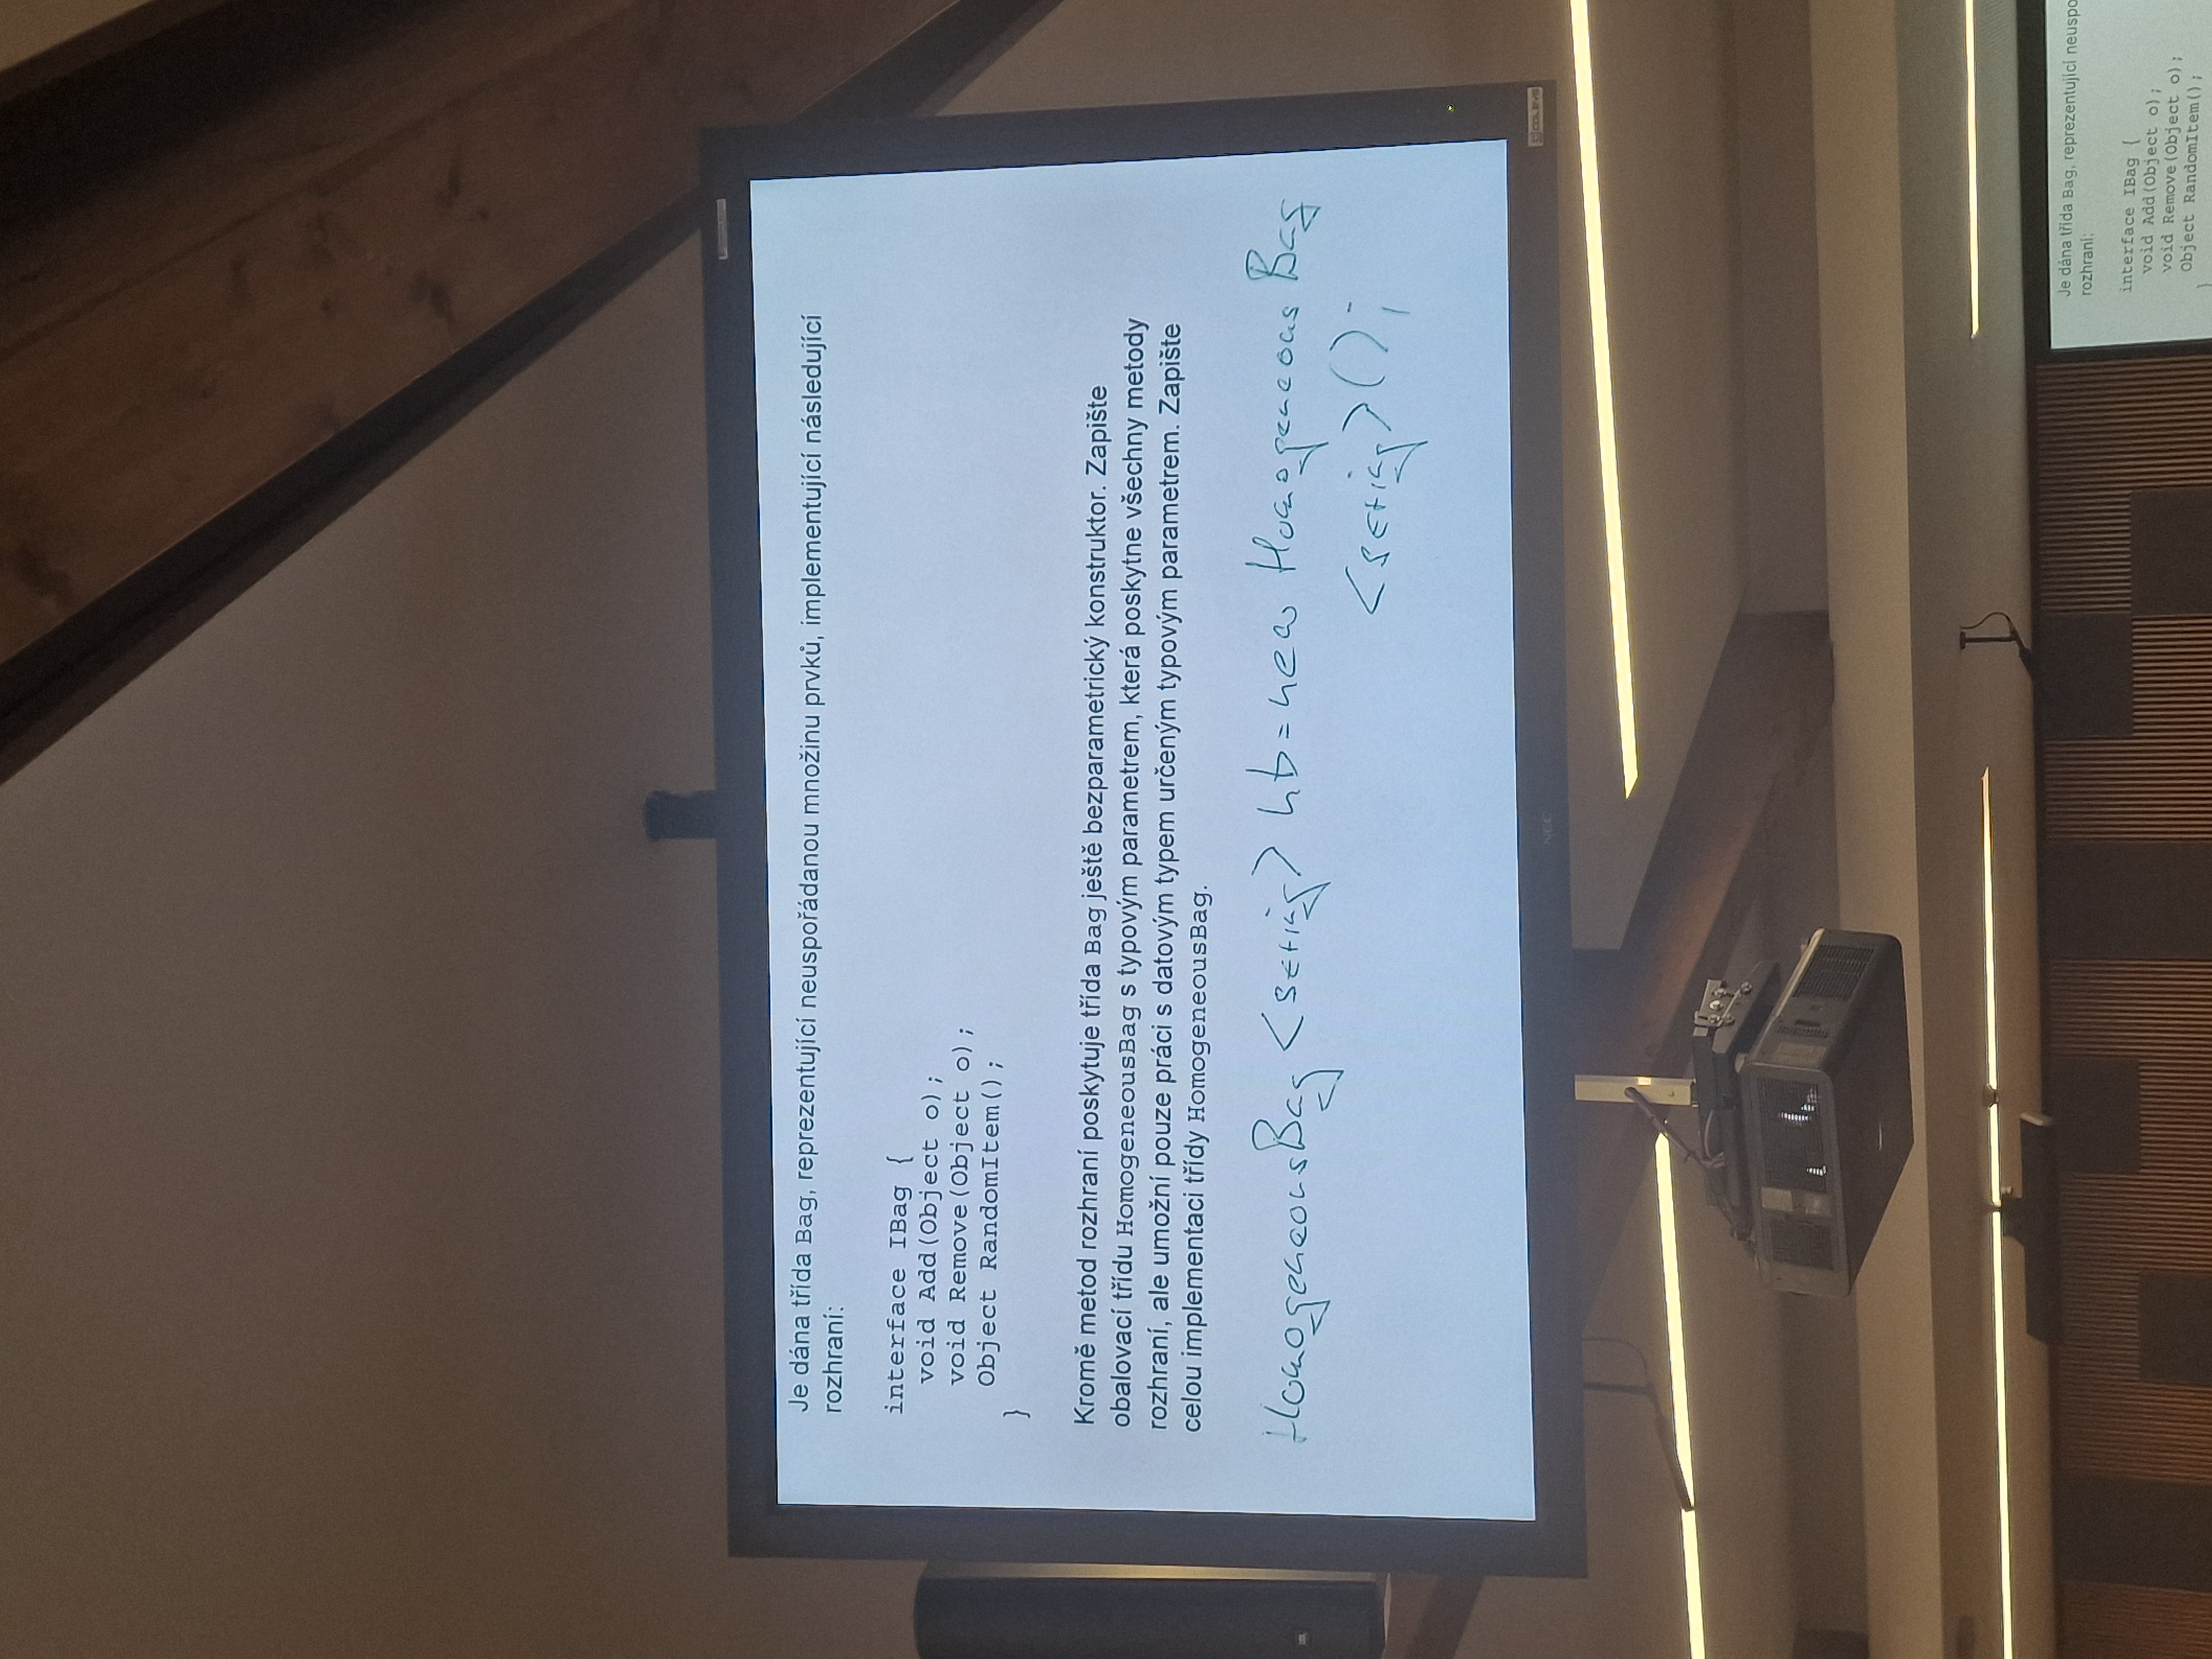 Je dána třída Bag, reprezentující neuspořádanou množinu prvků, implementující následující
rozhraní:
interface IBag {
void Add(Object o);
void Remove(Object o);
Object RandomItem();
}
Kromě metod rozhraní poskytuje třída Bag ještě bezparametrický konstruktor. Zapište
obalovací třídu HomogeneousBag s typovým parametrem, která poskytne všechny metody
rozhraní, ale umožní pouze práci s datovým typem určeným typovým parametrem. Zapište
celou implementaci třídy HomogeneousBag.
HomogeneousBag <string> hb = new HomogeneousBag
<string>();
NEC
Je dána třída Bag, reprezentující neuspo
rozhraní:
interface IBag {
void Add(Object o);
void Remove(Object o);
Object RandomItem();
}